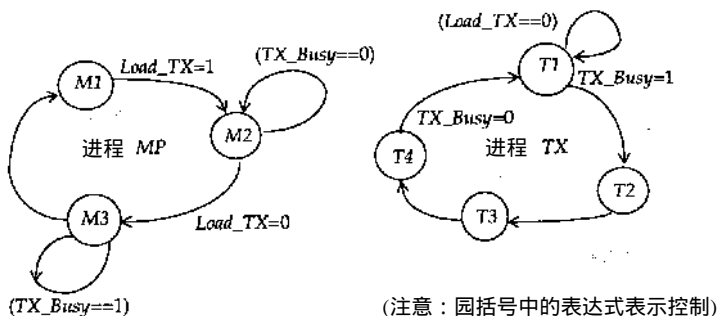 (Load_TX==0)
Load_TX=1
(TX_Busy==0)
M1
T1
TX_Busy=1
TX_Busy=0
M2
进程 MP
进程 TX
T4
T2
M3
Load_TX=0
T3
(TX_Busy==1)
(注意：园括号中的表达式表示控制)